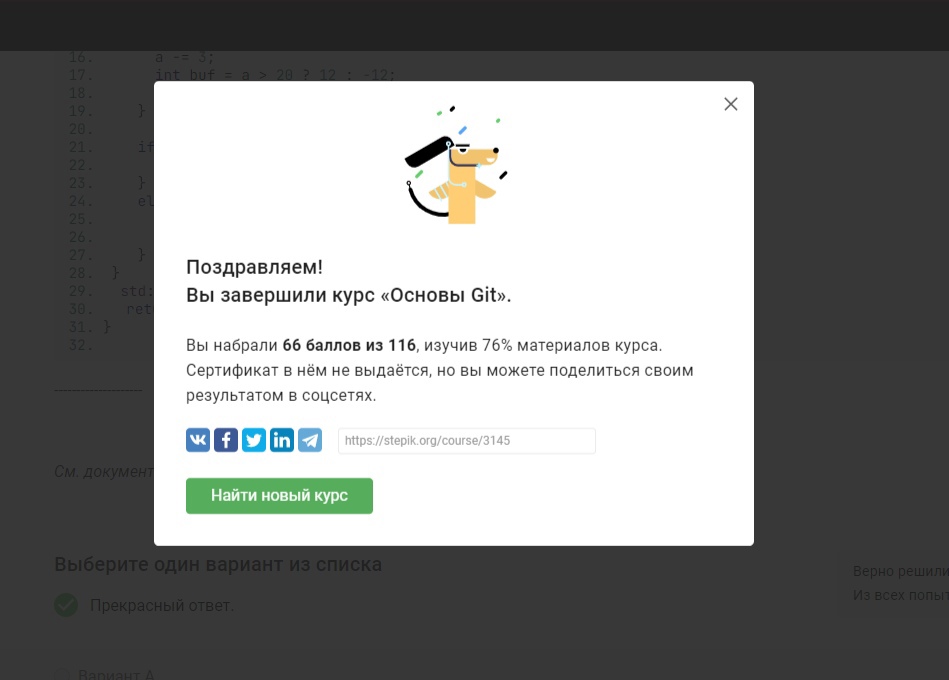 16. a -= 3;
17. int buf = a > 20 ? 12 : -12;
18.
19. }
20.
21. if
22.
23. }
24. el
25.
26.
27. }
28. }
29. std:
30. ret
31. }
32.
Поздравляем!
Вы завершили курс «Основы Git».
Вы набрали 66 баллов из 116, изучив 76% материалов курса.
Сертификат в нём не выдаётся, но вы можете поделиться своим
результатом в соцсетях.
https://stepik.org/course/3145
Найти новый курс
См. документ
Выберите один вариант из списка
Прекрасный ответ.
Верно решили
Из всех попыт
Вариант А